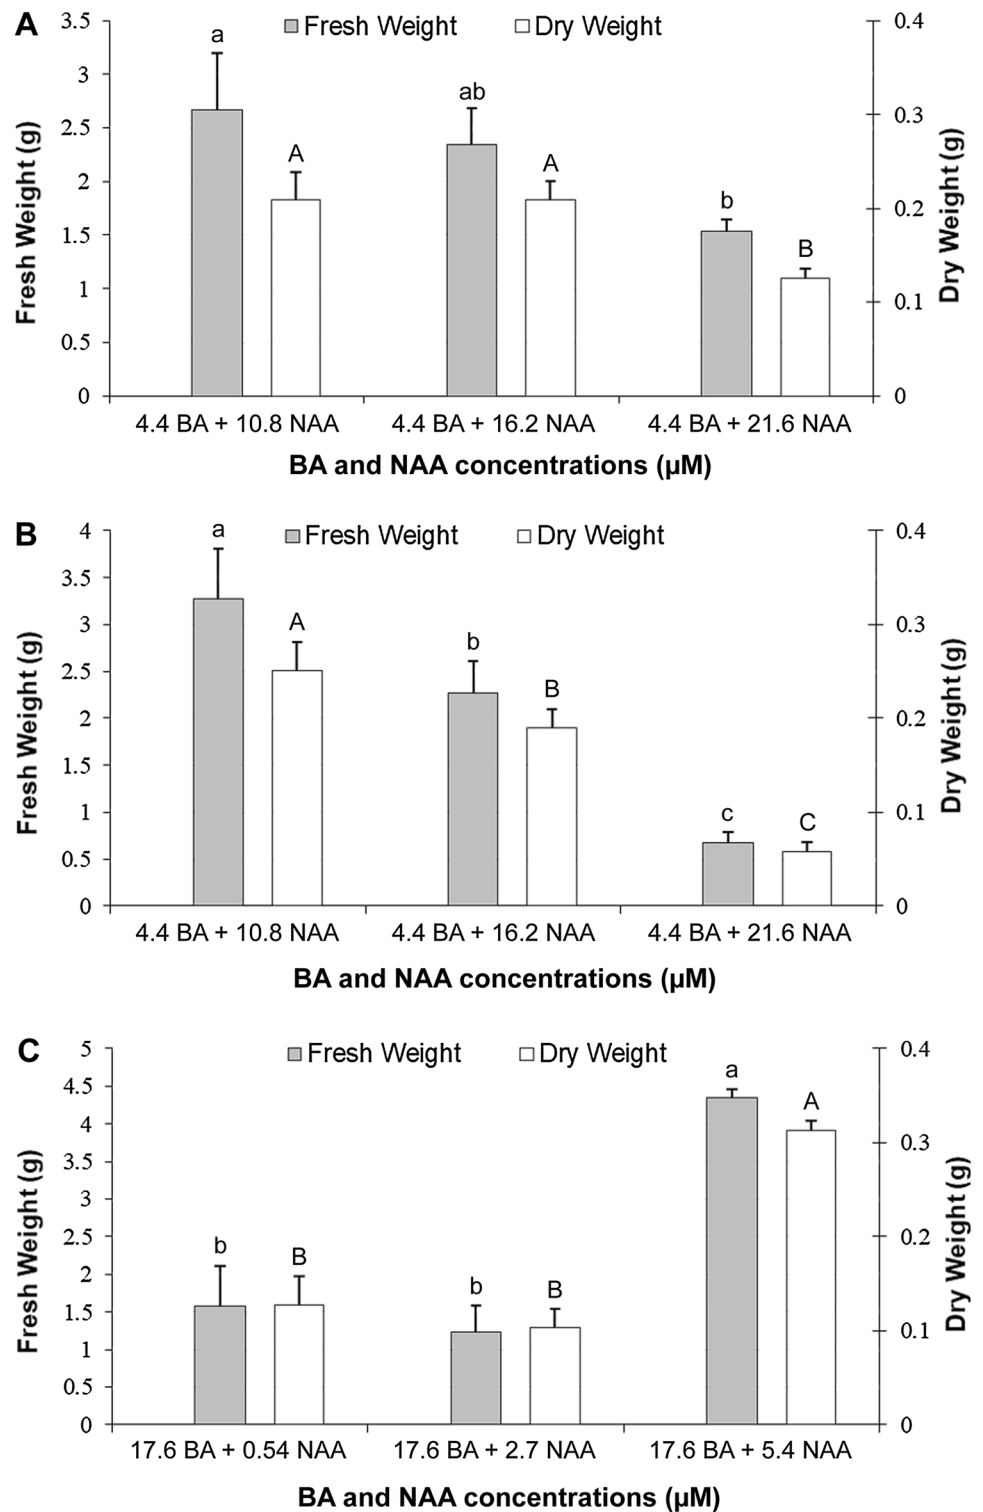 A
Fresh Weight
Dry Weight
3.5
3
2.5
2
1.5
1
0.5
0
Fresh Weight (g)
a
A
ab
A
b
B
0.4
0.3
0.2
0.1
0
Dry Weight (g)
4.4 BA + 10.8 NAA
4.4 BA + 16.2 NAA
4.4 BA + 21.6 NAA
BA and NAA concentrations (µM)
B
Fresh Weight
Dry Weight
4
3.5
3
2.5
2
1.5
1
0.5
0
Fresh Weight (g)
a
A
b
B
c
C
0.4
0.3
0.2
0.1
0
Dry Weight (g)
4.4 BA + 10.8 NAA
4.4 BA + 16.2 NAA
4.4 BA + 21.6 NAA
BA and NAA concentrations (µM)
C
Fresh Weight
Dry Weight
5
4.5
4
3.5
3
2.5
2
1.5
1
0.5
0
Fresh Weight (g)
b
B
b
B
a
A
0.4
0.3
0.2
0.1
0
Dry Weight (g)
17.6 BA + 0.54 NAA
17.6 BA + 2.7 NAA
17.6 BA + 5.4 NAA
BA and NAA concentrations (µM)